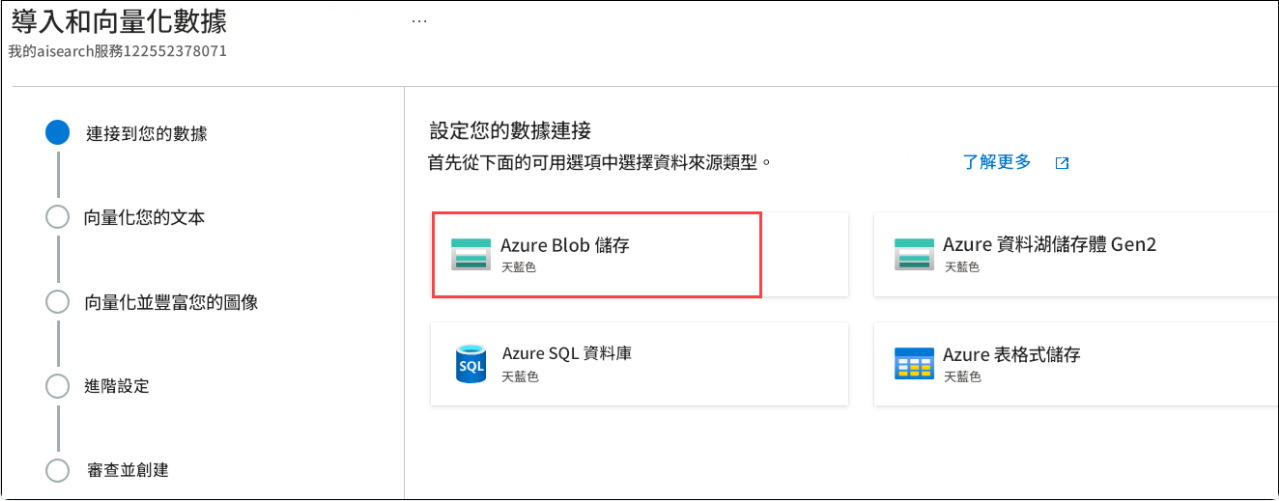 導入和向量化數據
...
我的aisearch服務122552378071
連接到您的數據
向量化您的文本
向量化並豐富您的圖像
進階設定
審查並創建
設定您的數據連接
首先從下面的可用選項中選擇資料來源類型。
了解更多
Azure Blob 儲存
天藍色
Azure 資料湖儲存體 Gen2
天藍色
SQL
Azure SQL 資料庫
天藍色
Azure 表格式儲存
天藍色